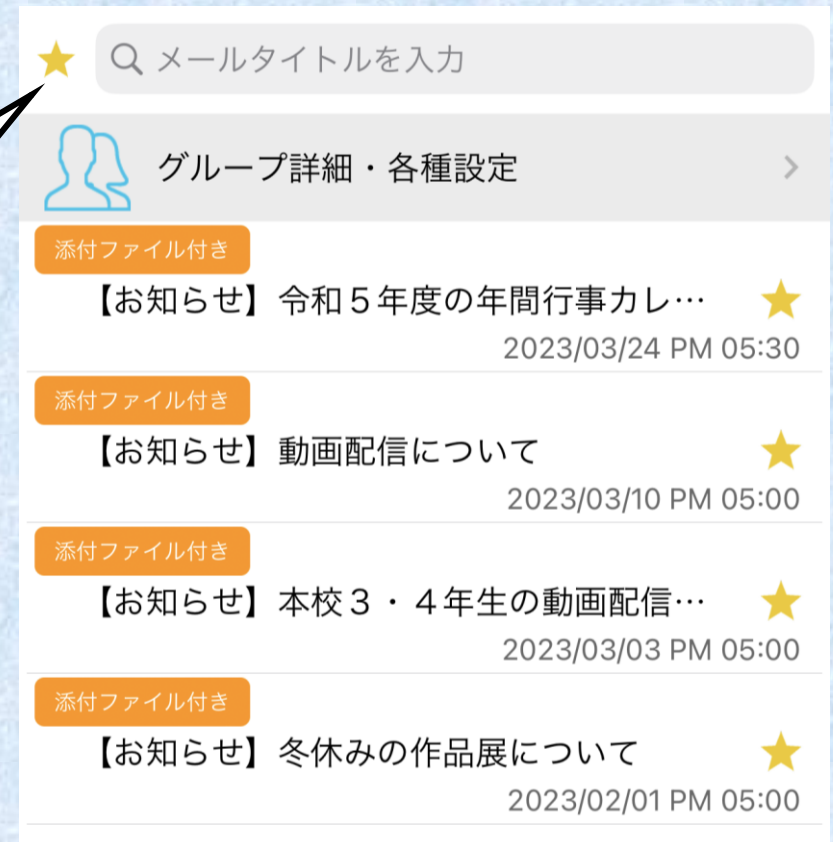 メールタイトルを入力
グループ詳細・各種設定
添付ファイル付き
【お知らせ】令和５年度の年間行事カレ…
2023/03/24 PM 05:30
添付ファイル付き
【お知らせ】動画配信について
2023/03/10 PM 05:00
添付ファイル付き
【お知らせ】本校３・４年生の動画配信…
2023/03/03 PM 05:00
添付ファイル付き
【お知らせ】冬休みの作品展について
2023/02/01 PM 05:00